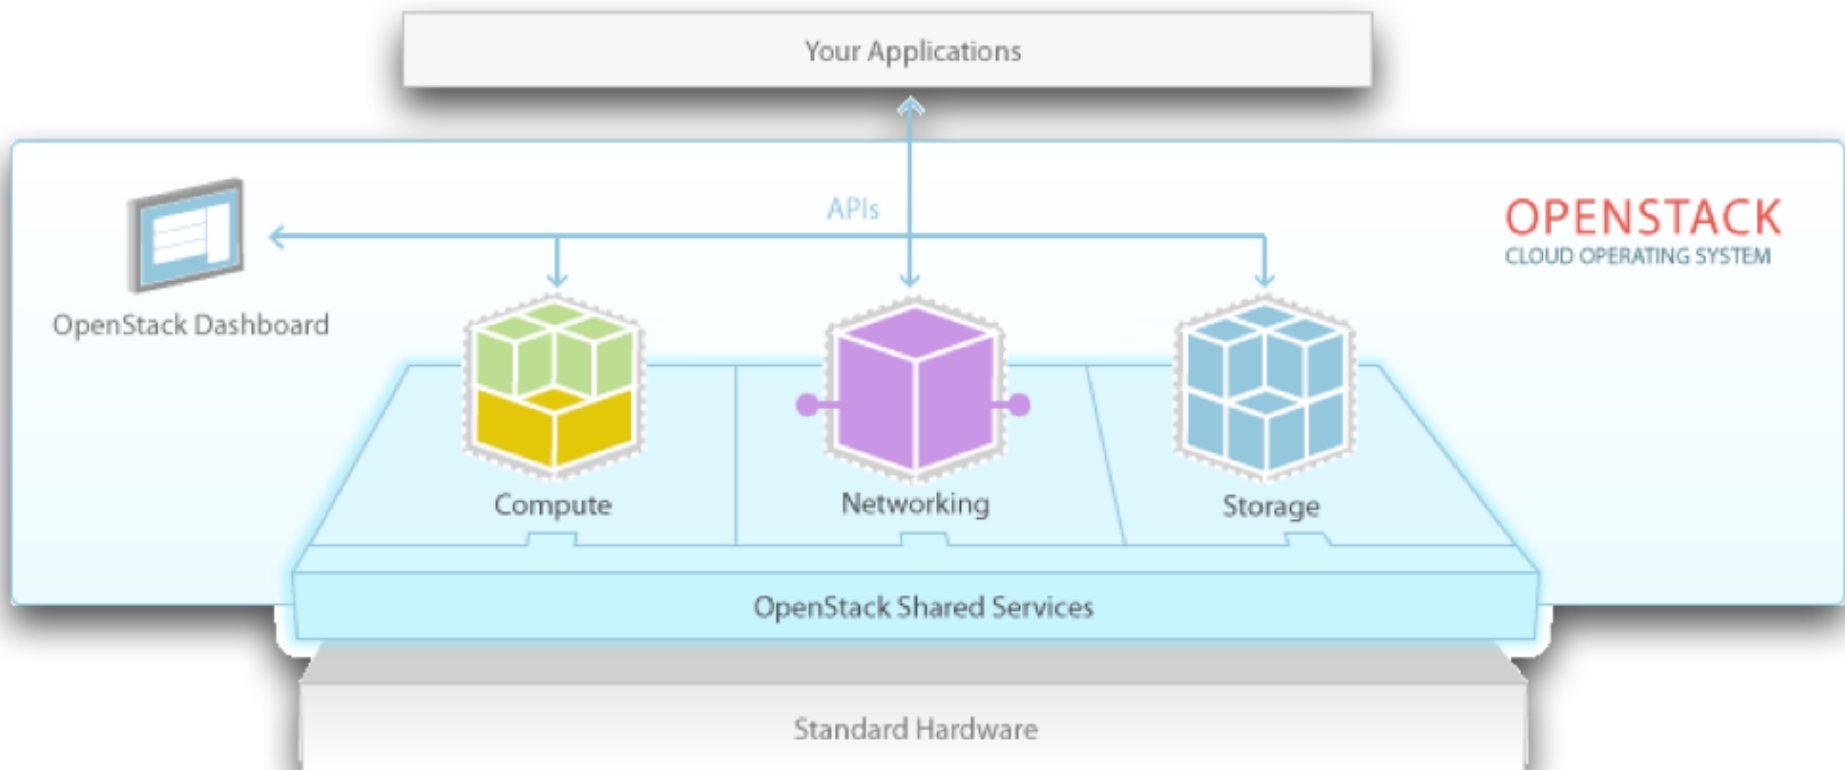 Your Applications
APIs
OPENSTACK
CLOUD OPERATING SYSTEM
OpenStack Dashboard
Compute
Networking
Storage
OpenStack Shared Services
Standard Hardware